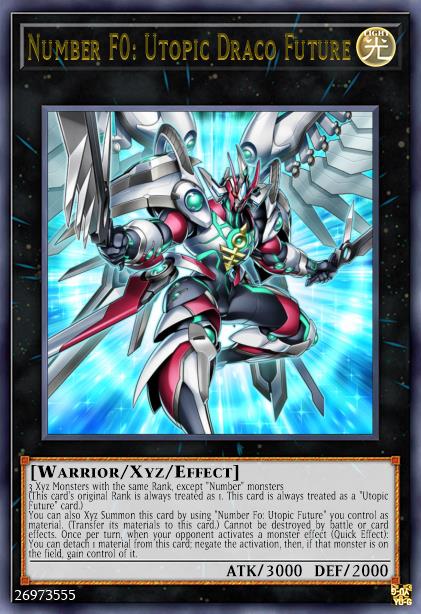 Number F0: Utopic Draco Future
LIGHT
光
[Warrior/Xyz/Effect]
3 Xyz Monsters with the same Rank, except "Number" monsters
(This card's original Rank is always treated as 1. This card is always treated as a "Utopic
Future" card.)
You can also Xyz Summon this card by using "Number F0: Utopic Future" you control as
material. (Transfer its materials to this card.) Cannot be destroyed by battle or card
effects. Once per turn, when your opponent activates a monster effect (Quick Effect):
You can detach 1 material from this card; negate the activation, then, if that monster is on
the field, gain control of it.
ATK/3000 DEF/2000
26973555